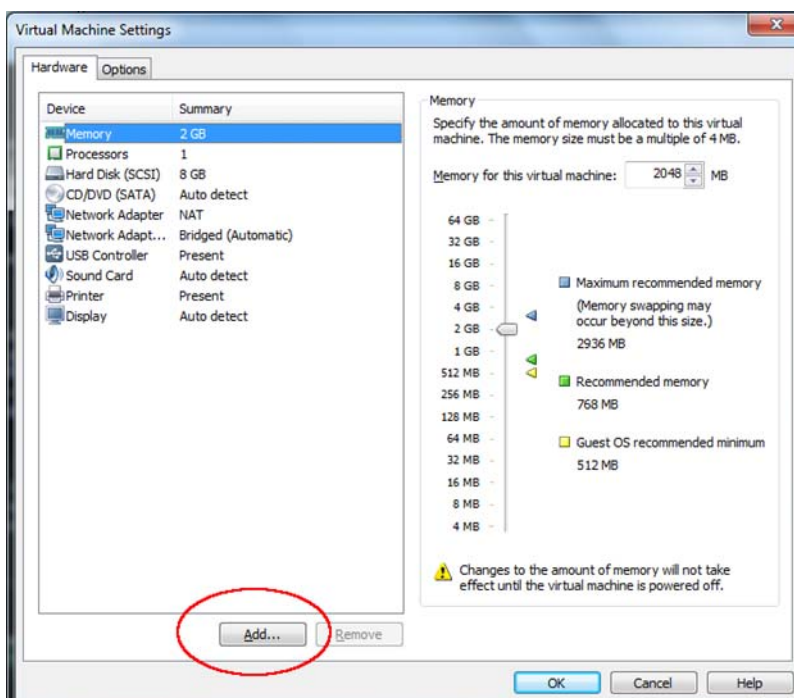 Virtual Machine Settings
Hardware Options
Device Summary
Memory 2 GB
Processors 1
Hard Disk (SCSI) 8 GB
CD/DVD (SATA) Auto detect
Network Adapter NAT
Network Adapt... Bridged (Automatic)
USB Controller Present
Sound Card Auto detect
Printer Present
Display Auto detect
Add... Remove
Memory
Specify the amount of memory allocated to this virtual
machine. The memory size must be a multiple of 4 MB.
Memory for this virtual machine: 2048 MB
64 GB
32 GB
16 GB
8 GB
4 GB
2 GB
1 GB
512 MB
256 MB
128 MB
64 MB
32 MB
16 MB
8 MB
4 MB
Maximum recommended memory
(Memory swapping may
occur beyond this size.)
2936 MB
Recommended memory
768 MB
Guest OS recommended minimum
512 MB
Changes to the amount of memory will not take
effect until the virtual machine is powered off.
OK Cancel Help